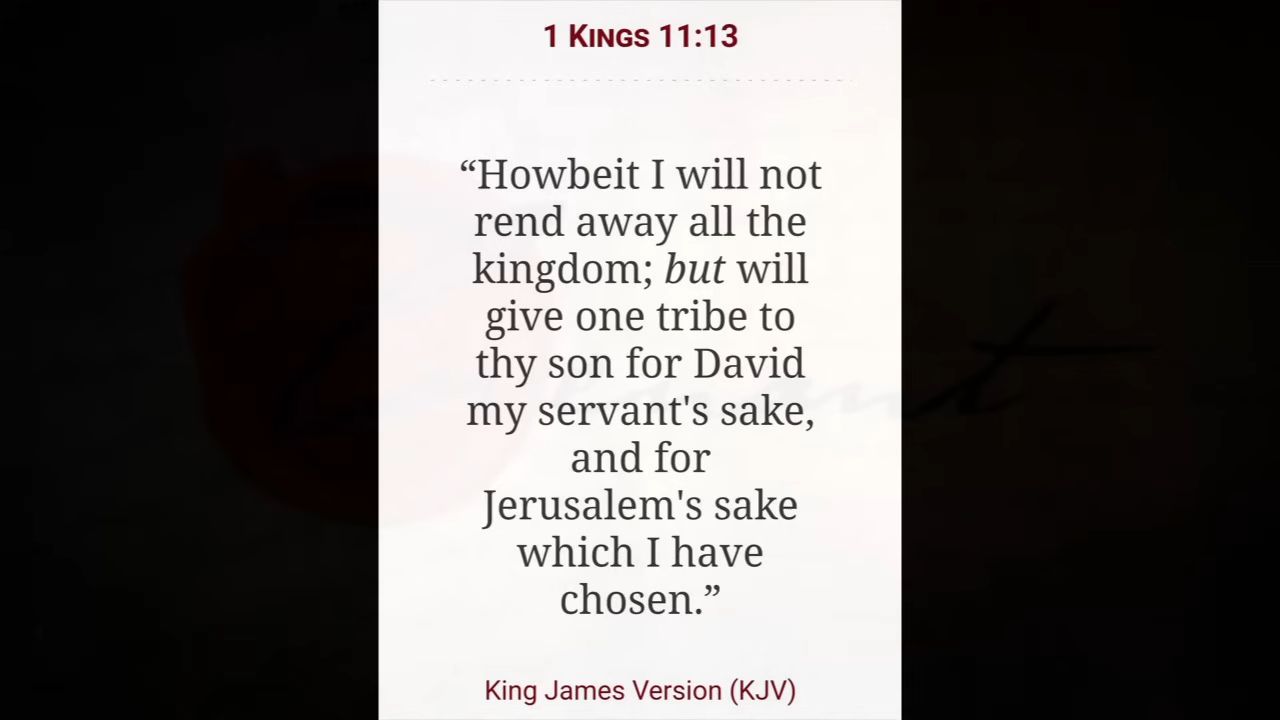 1 Kings 11:13
“Howbeit I will not
rend away all the
kingdom; but will
give one tribe to
thy son for David
my servant's sake,
and for
Jerusalem's sake
which I have
chosen.”
King James Version (KJV)